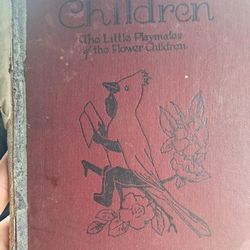 Children
The Little Playmates
of the Flower Children